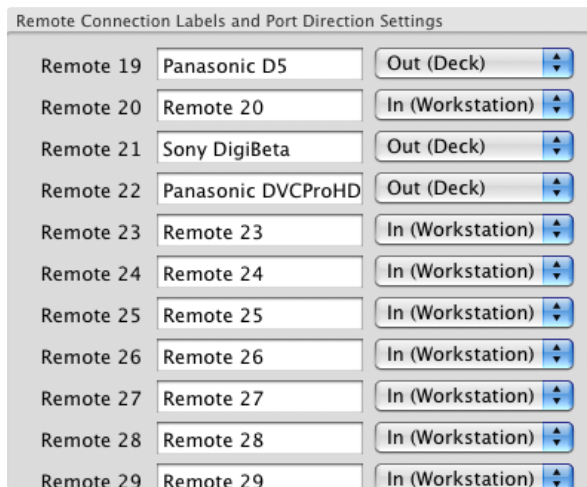 Remote Connection Labels and Port Direction Settings
Remote 19 Panasonic D5 Out (Deck)
Remote 20 Remote 20 In (Workstation)
Remote 21 Sony DigiBeta Out (Deck)
Remote 22 Panasonic DVCProHD Out (Deck)
Remote 23 Remote 23 In (Workstation)
Remote 24 Remote 24 In (Workstation)
Remote 25 Remote 25 In (Workstation)
Remote 26 Remote 26 In (Workstation)
Remote 27 Remote 27 In (Workstation)
Remote 28 Remote 28 In (Workstation)
Remote 29 Remote 29 In (Workstation)